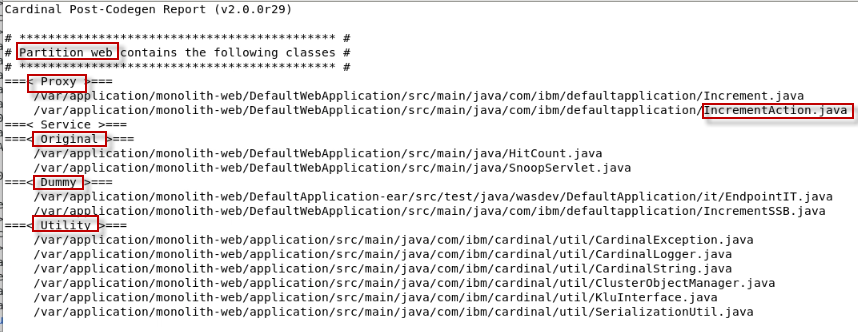 Cardinal Post-Codegen Report (v2.0.0r29)
# ****************************************** #
# Partition web contains the following classes #
# ****************************************** #
===< Proxy >===
/var/application/monolith-web/DefaultWebApplication/src/main/java/com/ibm/defaultapplication/Increment.java
/var/application/monolith-web/DefaultWebApplication/src/main/java/com/ibm/defaultapplication/IncrementAction.java
===< Service >===
===< Original >===
/var/application/monolith-web/DefaultWebApplication/src/main/java/HitCount.java
/var/application/monolith-web/DefaultWebApplication/src/main/java/SnoopServlet.java
===< Dummy >===
/var/application/monolith-web/DefaultApplication-ear/src/test/java/wasdev/DefaultApplication/it/EndpointIT.java
/var/application/monolith-web/DefaultWebApplication/src/main/java/com/ibm/defaultapplication/IncrementSSB.java
===< Utility >===
/var/application/monolith-web/application/src/main/java/com/ibm/cardinal/util/CardinalException.java
/var/application/monolith-web/application/src/main/java/com/ibm/cardinal/util/CardinalLogger.java
/var/application/monolith-web/application/src/main/java/com/ibm/cardinal/util/CardinalString.java
/var/application/monolith-web/application/src/main/java/com/ibm/cardinal/util/ClusterObjectManager.java
/var/application/monolith-web/application/src/main/java/com/ibm/cardinal/util/KluInterface.java
/var/application/monolith-web/application/src/main/java/com/ibm/cardinal/util/SerializationUtil.java